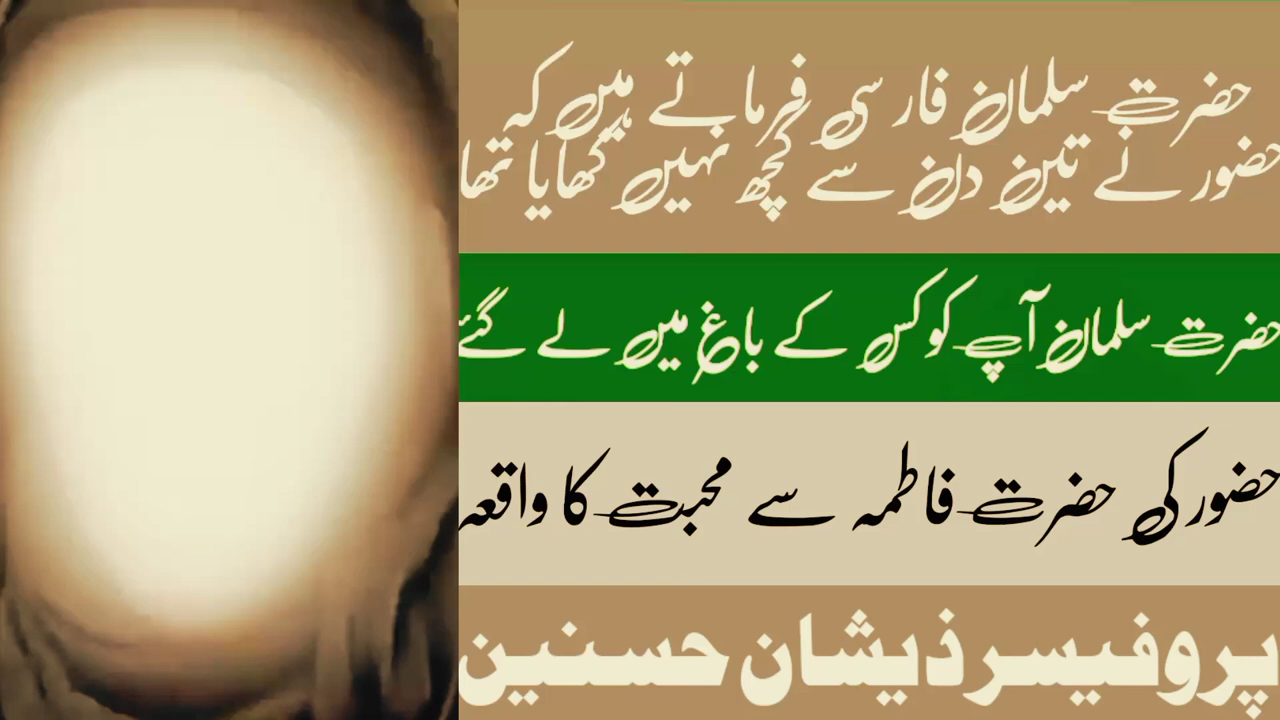 حضرت سلمان فارسی فرماتے ہیں کہ
حضور نے تین دن سے کچھ نہیں کھایا تھا
حضرت سلمان آپ کو کس کے باغ میں لے گئے
حضور کی حضرت فاطمہ سے محبت کا واقعہ
پروفیسر ذیشان حسنین